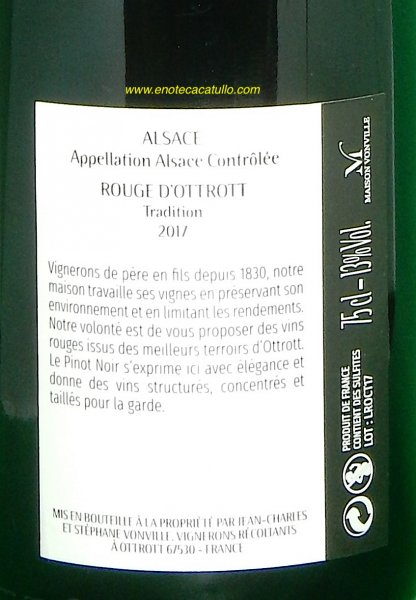 www.enotecacatullo.com
ALSACE
Appellation Alsace Contrôlée
ROUGE D'OTTROTT
Tradition
2017
Vignerons de père en fils depuis 1830, notre
maison travaille ses vignes en préservant son
environnement et en limitant les rendements.
Notre volonté est de vous proposer des vins
rouges issus des meilleurs terroirs d'Ottrott.
Le Pinot Noir s'exprime ici avec élégance et
donne des vins structurés, concentrés et
taillés pour la garde.
MIS EN BOUTEILLE À LA PROPRIÉTÉ PAR JEAN-CHARLES
ET STÉPHANE VONVILLE, VIGNERONS RÉCOLTANTS
À OTTROTT 67530 - FRANCE
M
MAISON VONVILLE
75 cl - 13%Vol.
PRODUIT DE FRANCE
CONTIENT DES SULFITES
LOT : LROCT17